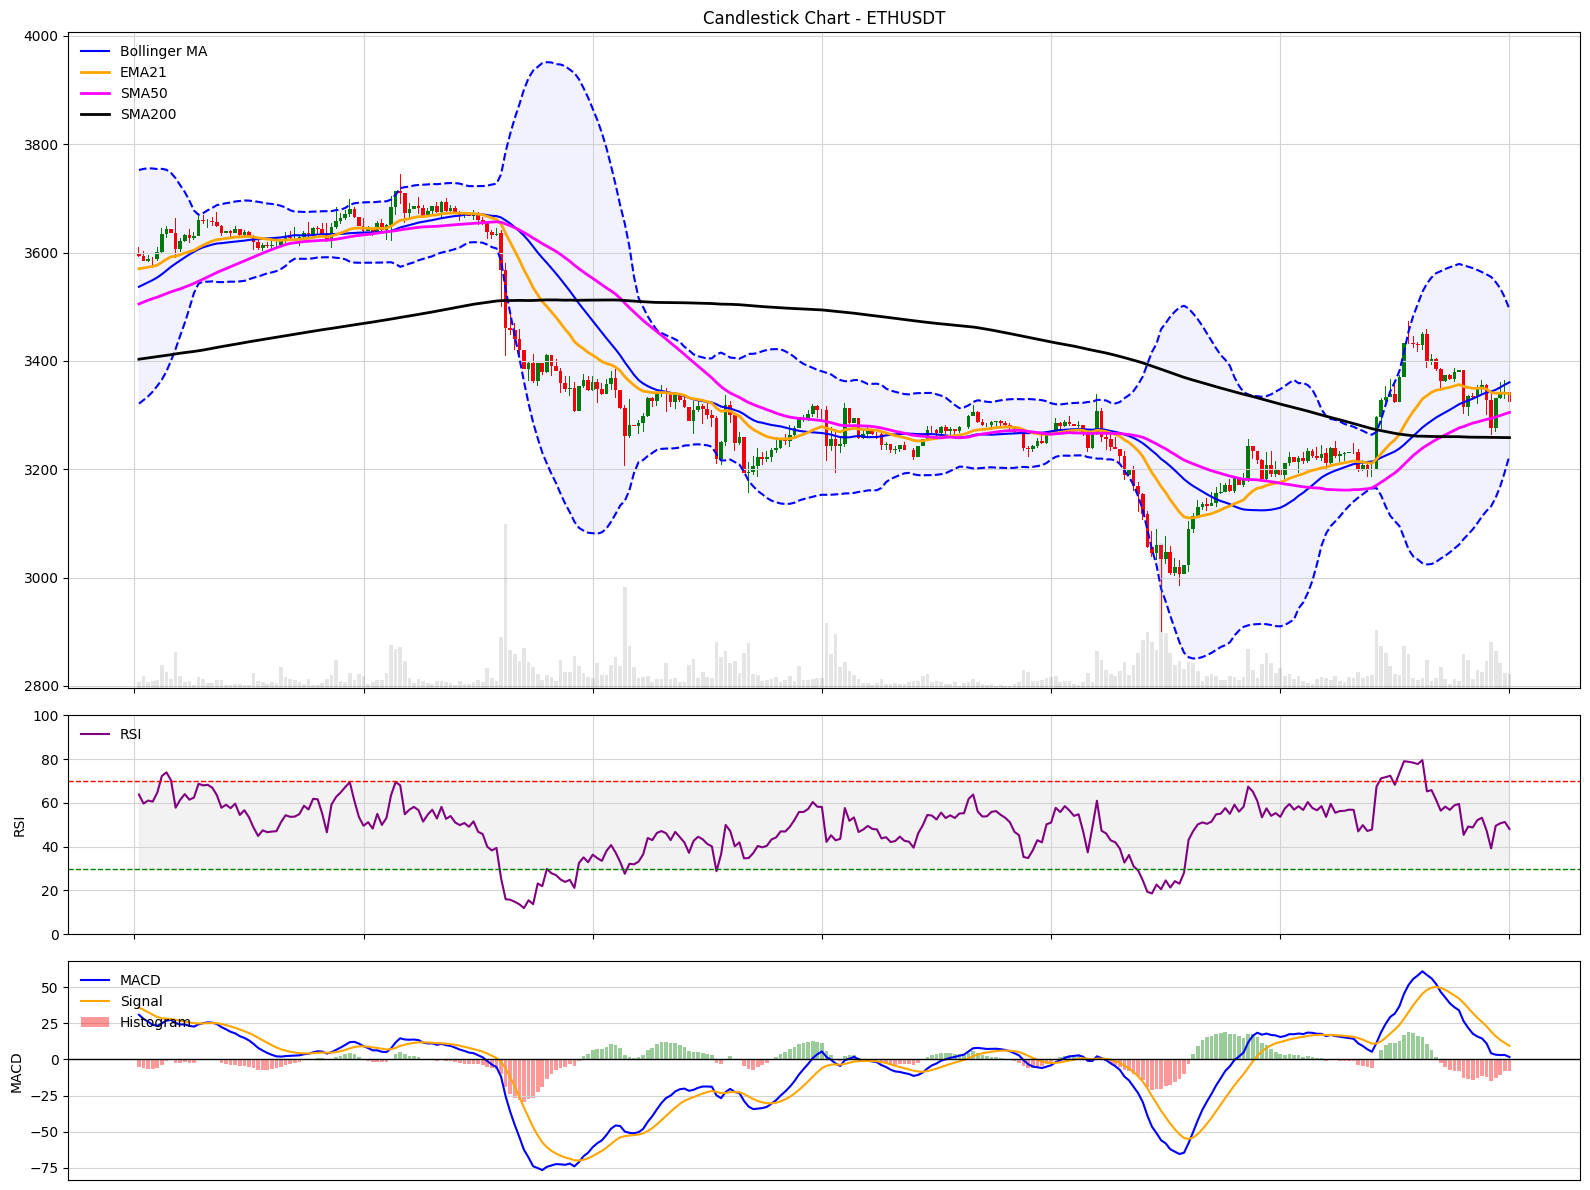 Candlestick Chart - ETHUSDT
4000
3800
3600
3400
3200
3000
2800
Bollinger MA
EMA21
SMA50
SMA200
100
80
60
40
20
0
RSI
RSI
50
25
0
−25
−50
−75
MACD
MACD
Signal
Histogram